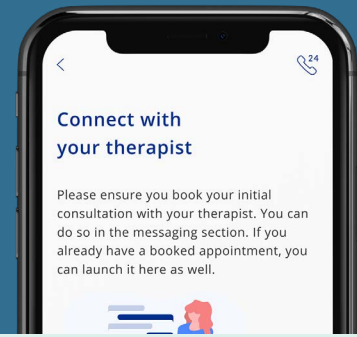 24
Connect with
your therapist
Please ensure you book your initial
consultation with your therapist. You can
do so in the messaging section. If you
already have a booked appointment, you
can launch it here as well.